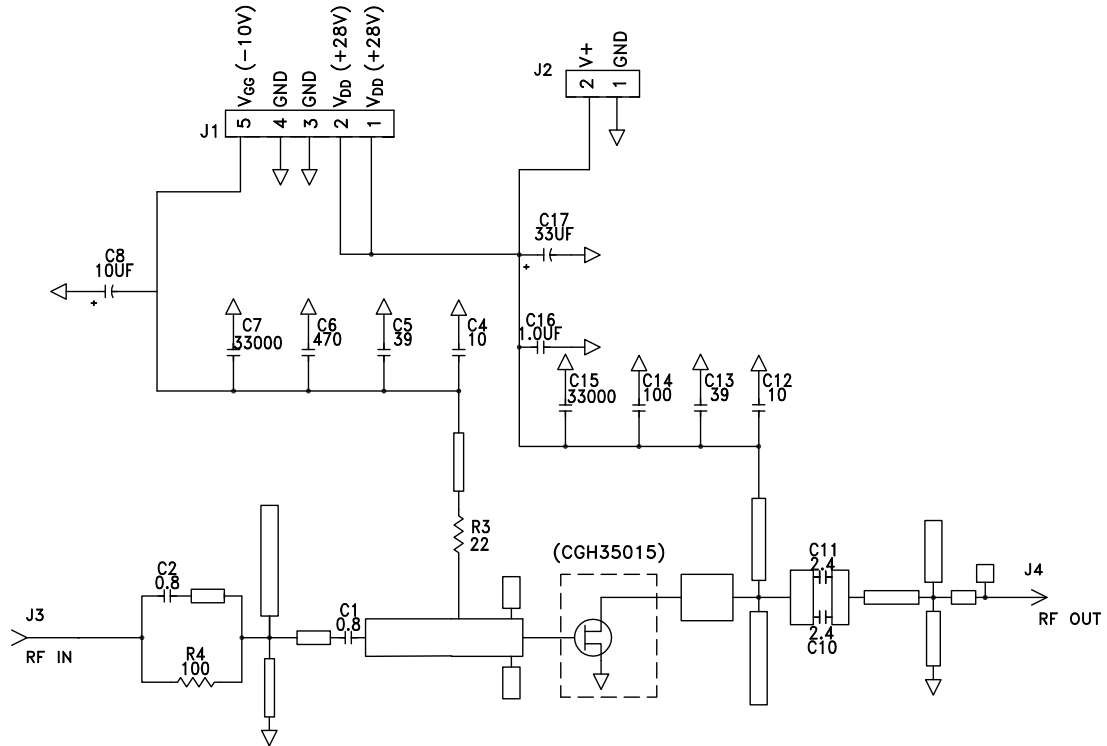 VGG (-10V)
GND
GND
VDD (+28V)
VDD (+28V)
J1
5
4
3
2
1
J2
V+
GND
2
1
C17
33UF
+
C8
10UF
+
C7
33000
C6
470
C5
39
C4
10
C16
1.0UF
C15
33000
C14
100
C13
39
C12
10
R3
22
(CGH35015)
C2
0.8
C1
0.8
C11
2.4
2.4
C10
J3
RF IN
R4
100
J4
RF OUT